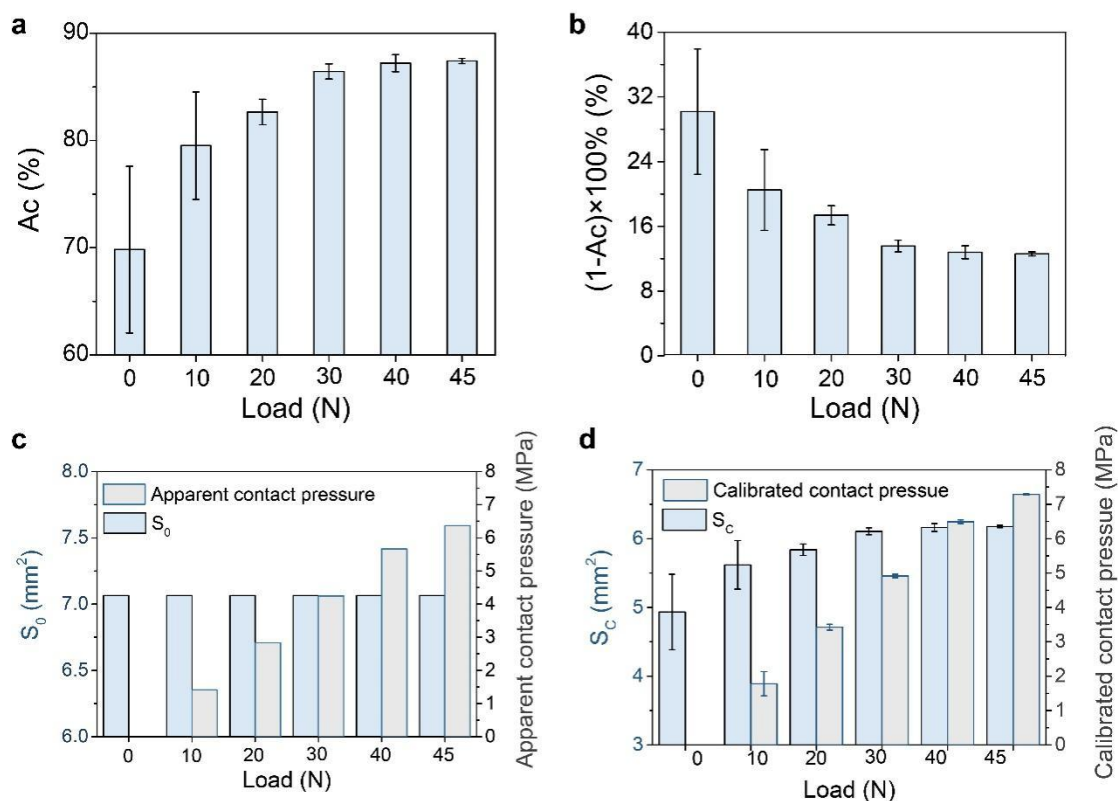 a
90
80
70
60
Ac (%)
0 10 20 30 40 45
Load (N)
b
40
32
24
16
8
0
(1-Ac)×100% (%)
0 10 20 30 40 45
Load (N)
c
8.0
7.5
7.0
6.5
6.0
S₀ (mm²)
Apparent contact pressure
S₀
8
7
6
5
4
3
2
1
0
Apparent contact pressure (MPa)
0 10 20 30 40 45
Load (N)
d
7
6
5
4
3
S_C (mm²)
Calibrated contact pressue
S_C
8
7
6
5
4
3
2
1
0
Calibrated contact pressue (MPa)
0 10 20 30 40 45
Load (N)